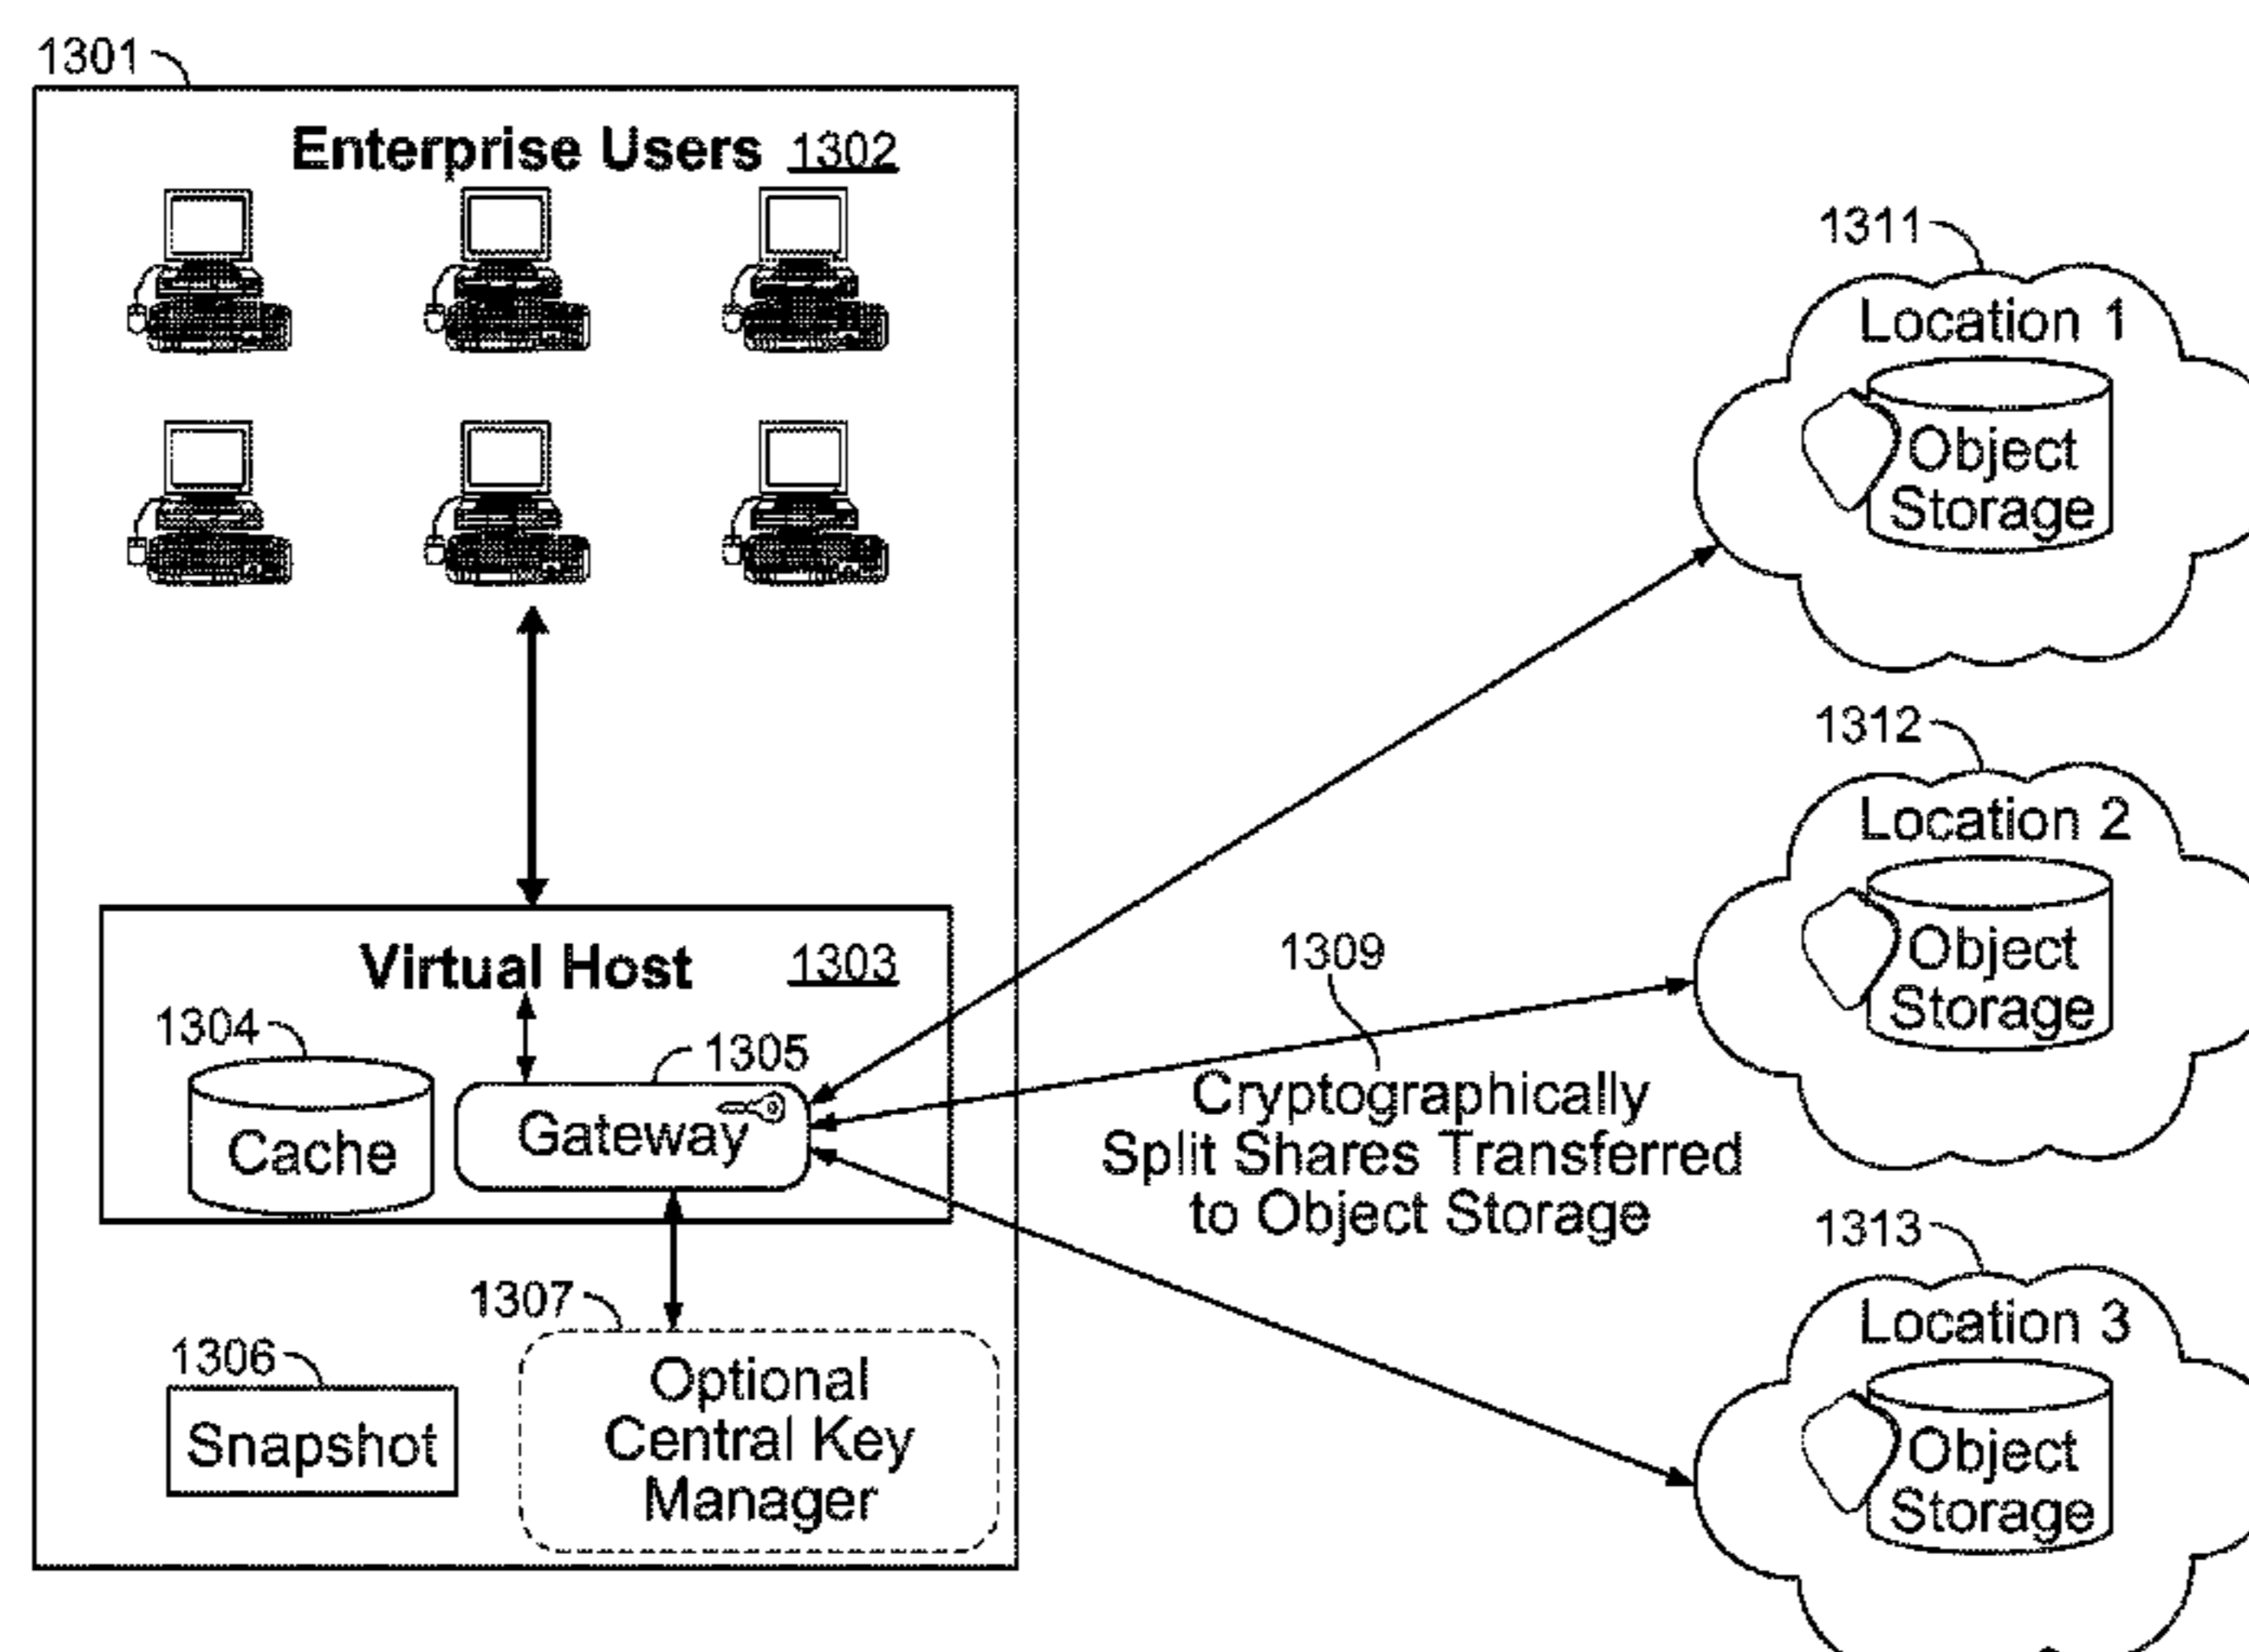 1301
Enterprise Users 1302
1311
Location 1
Object
Storage
1312
Location 2
Object
Storage
Virtual Host 1303
1304
1305
Cache
Gateway
1309
Cryptographically
Split Shares Transferred
to Object Storage
1313
Location 3
Object
Storage
1307
1306
Snapshot
Optional
Central Key
Manager